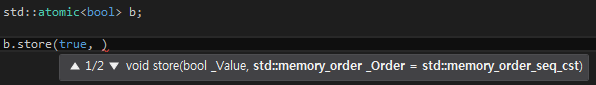 std::atomic<bool> b;
b.store(true, )
▲ 1/2 ▼ void store(bool _Value, std::memory_order _Order = std::memory_order_seq_cst)